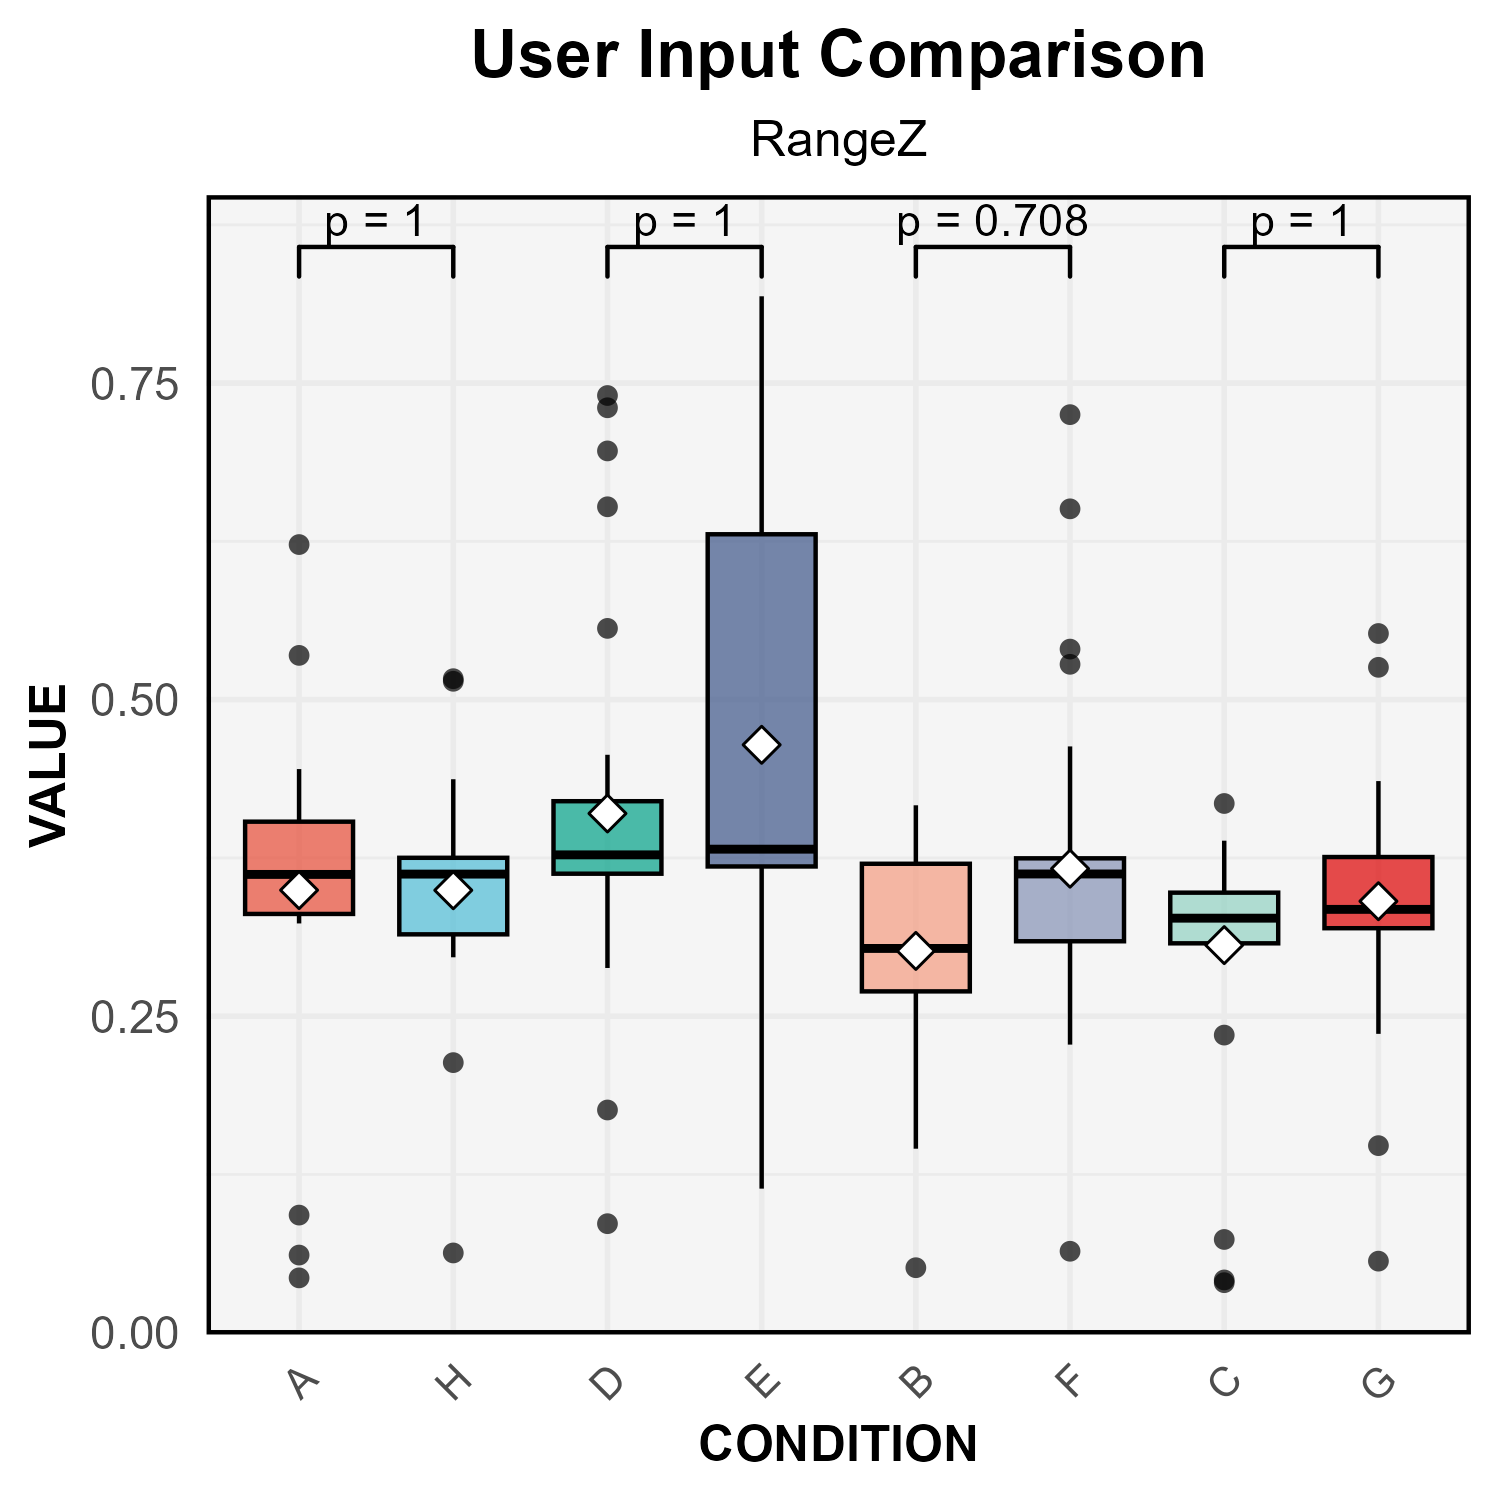 User Input Comparison
RangeZ
p = 1 p = 1 p = 0.708 p = 1
0.75
0.50
0.25
0.00
VALUE
A H D E B F C G
CONDITION